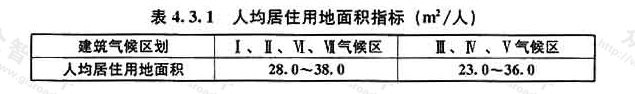 表 4.3.1 人均居住用地面积指标 (m²/人)
建筑气候区划 Ⅰ、Ⅱ、Ⅵ、Ⅶ气候区 Ⅲ、Ⅳ、Ⅴ气候区
人均居住用地面积 28.0～38.0 23.0～36.0